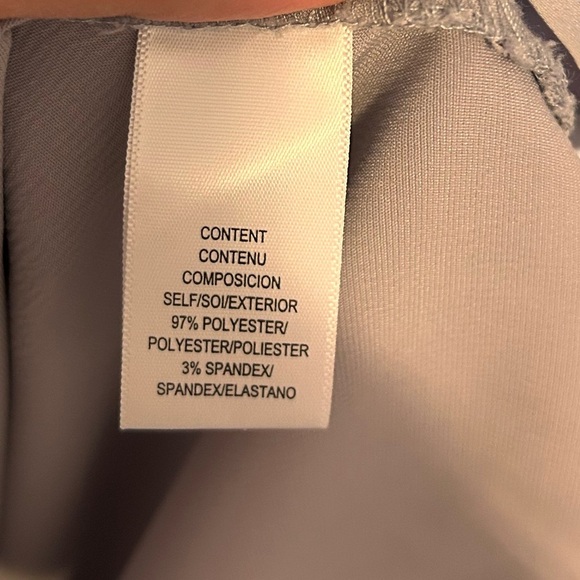 CONTENT
CONTENU
COMPOSICION
SELF/SOI/EXTERIOR
97% POLYESTER/
POLYESTER/POLIESTER
3% SPANDEX/
SPANDEX/ELASTANO